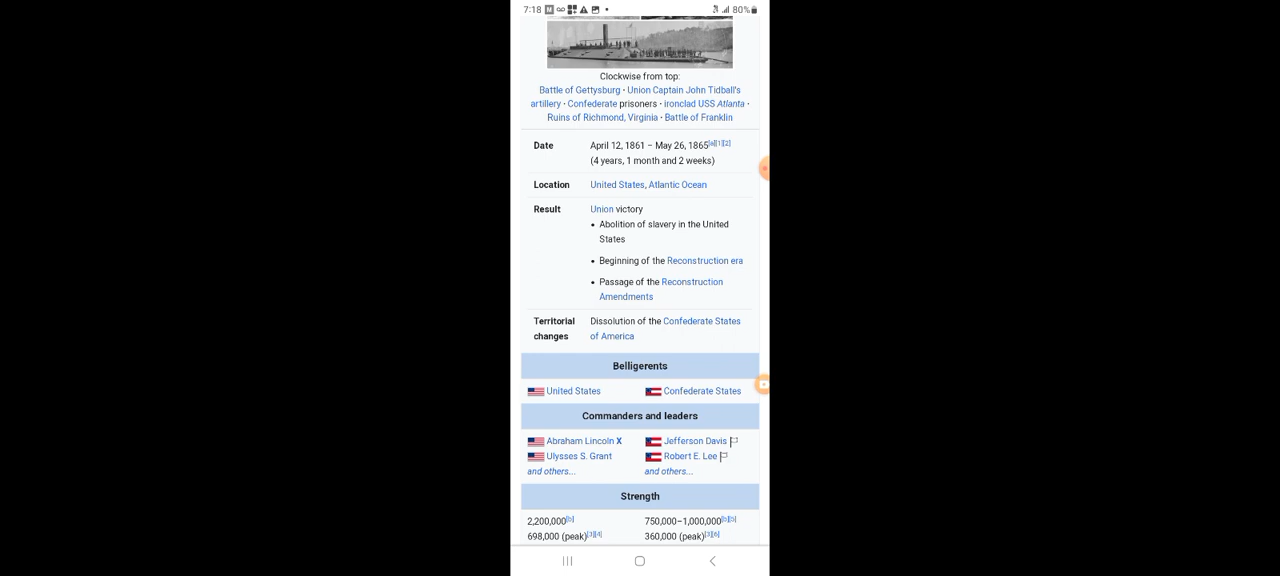 7:18 M 80%
Clockwise from top:
Battle of Gettysburg · Union Captain John Tidball's
artillery · Confederate prisoners · ironclad USS Atlanta ·
Ruins of Richmond, Virginia · Battle of Franklin
Date April 12, 1861 – May 26, 1865[a][1][2]
(4 years, 1 month and 2 weeks)
Location United States, Atlantic Ocean
Result Union victory
• Abolition of slavery in the United
States
• Beginning of the Reconstruction era
• Passage of the Reconstruction
Amendments
Territorial Dissolution of the Confederate States
changes of America
Belligerents
United States Confederate States
Commanders and leaders
Abraham Lincoln X Jefferson Davis
Ulysses S. Grant Robert E. Lee
and others... and others...
Strength
2,200,000[b] 750,000–1,000,000[b][5]
698,000 (peak)[3][4] 360,000 (peak)[3][6]